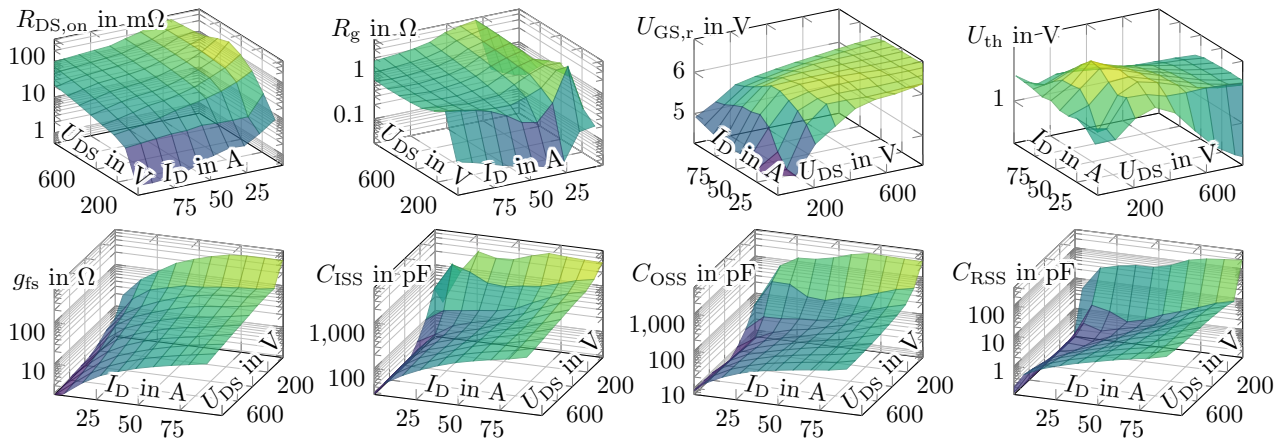 R_DS,on in mΩ
100
10
1
U_DS in V
600
200
I_D in A
75
50
25
R_g in Ω
1
0.1
U_DS in V
600
200
I_D in A
75
50
25
U_GS,r in V
6
5
I_D in A
75
50
25
U_DS in V
200
600
U_th in V
1
I_D in A
75
50
25
U_DS in V
200
600
g_fs in Ω
100
10
I_D in A
25
50
75
U_DS in V
200
600
C_ISS in pF
1,000
100
I_D in A
25
50
75
U_DS in V
200
600
C_OSS in pF
1,000
100
10
I_D in A
25
50
75
U_DS in V
200
600
C_RSS in pF
100
10
1
I_D in A
25
50
75
U_DS in V
200
600